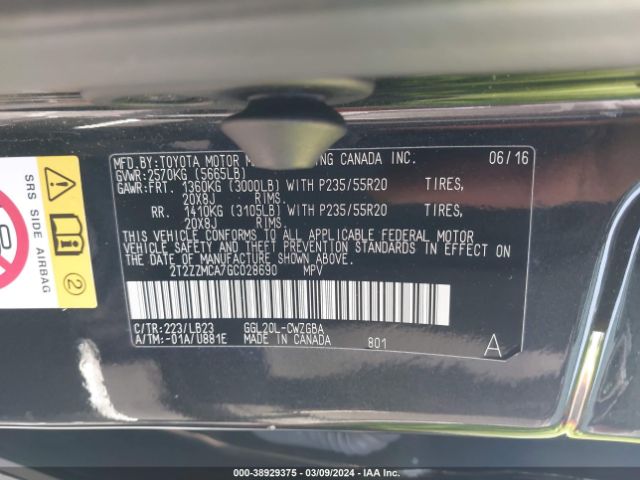 MFD.BY:TOYOTA MOTOR M ING CANADA INC. 06/16
GVWR:2570KG (5665LB)
GAWR:FRT. 1360KG (3000LB) WITH P235/55R20 TIRES,
20X8J RIMS.
RR. 1410KG (3105LB) WITH P235/55R20 TIRES,
20X8J RIMS
THIS VEHICLE CONFORMS TO ALL APPLICABLE FEDERAL MOTOR
VEHICLE SAFETY AND THEFT PREVENTION STANDARDS IN EFFECT ON
THE DATE OF MANUFACTURE SHOWN ABOVE.
2T2ZZMCA7GC028690 MPV
C/TR:223/LB23 GGL20L-CWZGBA
A/TM:-01A/U881E MADE IN CANADA 801 A
SRS SIDE AIRBAG
2
000-38929375 - 03/09/2024 - IAA Inc.